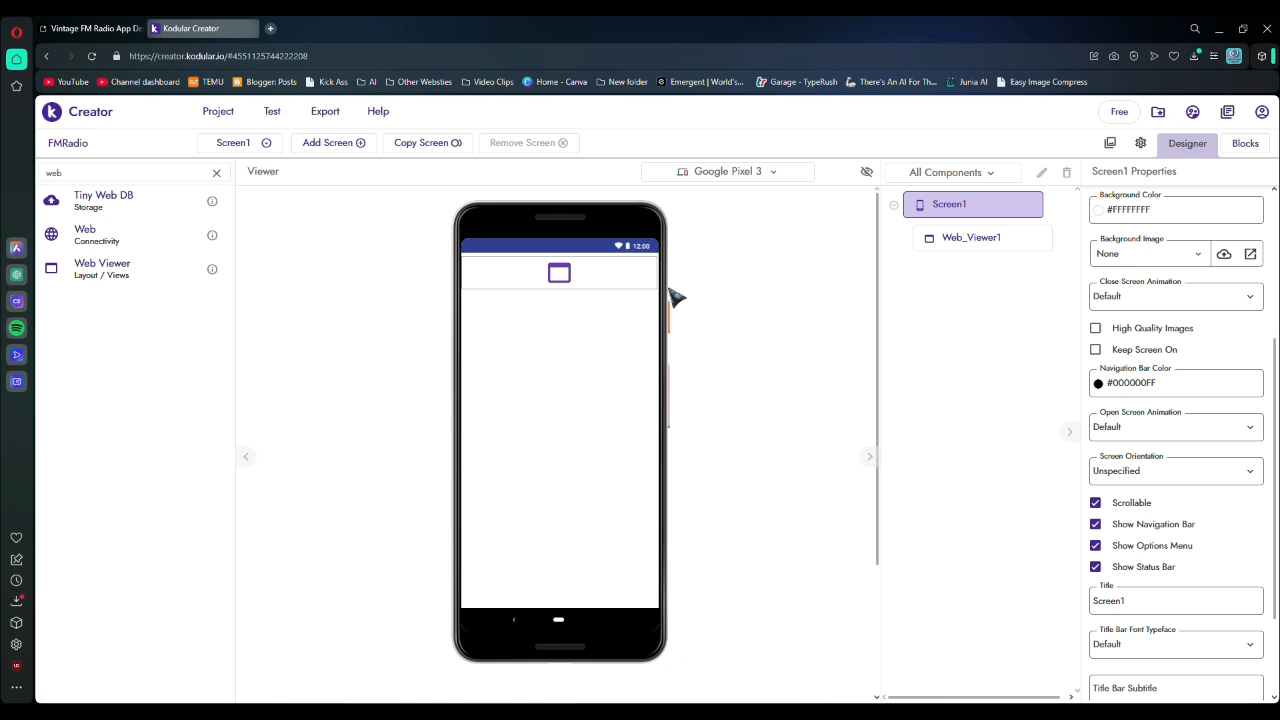 Vintage FM Radio App De
Kodular Creator
https://creator.kodular.io/#4551125744222208
YouTube
Channel dashboard
TEMU
Blogger: Posts
Kick Ass
AI
Other Websties
Video Clips
Home - Canva
New folder
Emergent | World's...
Garage - TypeRush
There's An AI For Th...
Junia AI
Easy Image Compress
Creator
Project
Test
Export
Help
Free
FMRadio
Screen1
Add Screen
Copy Screen
Remove Screen
Designer
Blocks
web
Viewer
Google Pixel 3
All Components
Screen1 Properties
Tiny Web DB
Storage
Web
Connectivity
Web Viewer
Layout / Views
12:00
Screen1
Web_Viewer1
Background Color
#FFFFFFFF
Background Image
None
Close Screen Animation
Default
High Quality Images
Keep Screen On
Navigation Bar Color
#000000FF
Open Screen Animation
Default
Screen Orientation
Unspecified
Scrollable
Show Navigation Bar
Show Options Menu
Show Status Bar
Title
Screen1
Title Bar Font Typeface
Default
Title Bar Subtitle